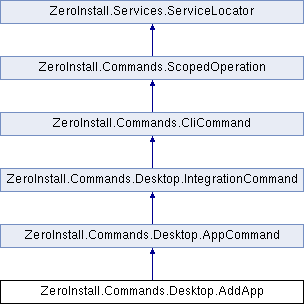 ZeroInstall.Services.ServiceLocator
ZeroInstall.Commands.ScopedOperation
ZeroInstall.Commands.CliCommand
ZeroInstall.Commands.Desktop.IntegrationCommand
ZeroInstall.Commands.Desktop.AppCommand
ZeroInstall.Commands.Desktop.AddApp